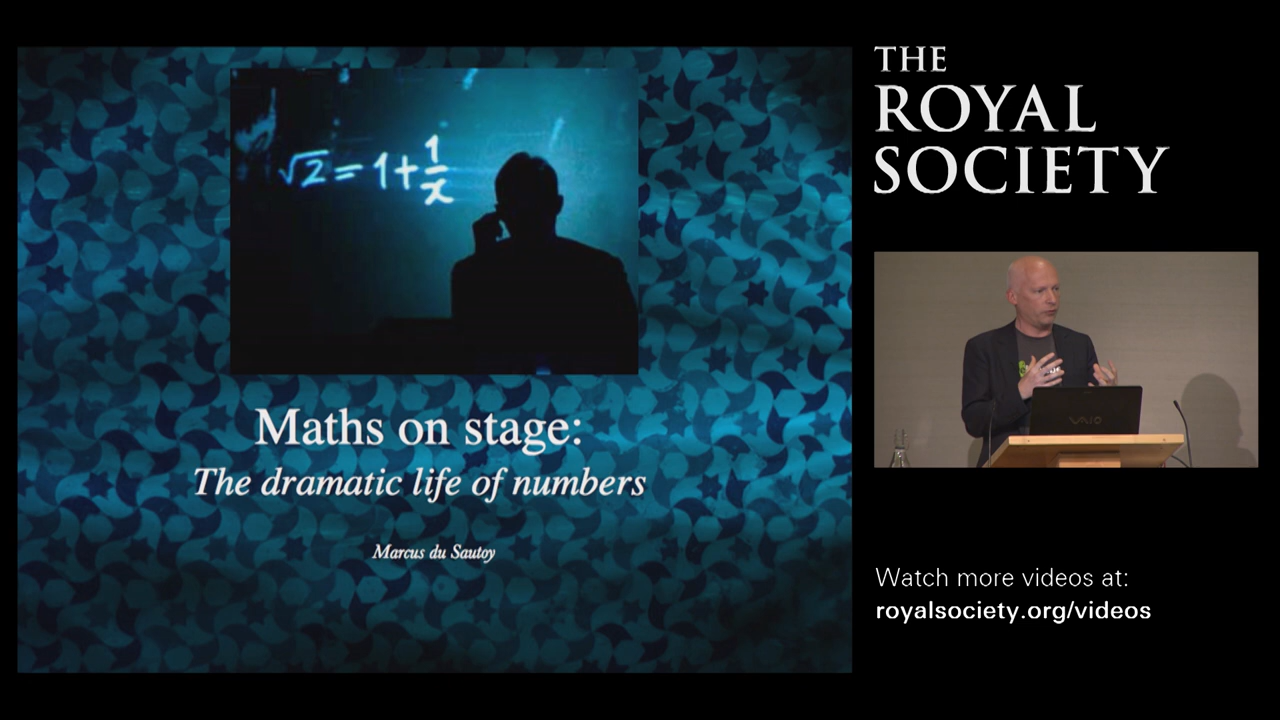 √2 = 1 + 1/x
Maths on stage:
The dramatic life of numbers
Marcus du Sautoy
THE
ROYAL
SOCIETY
VAIO
Watch more videos at:
royalsociety.org/videos